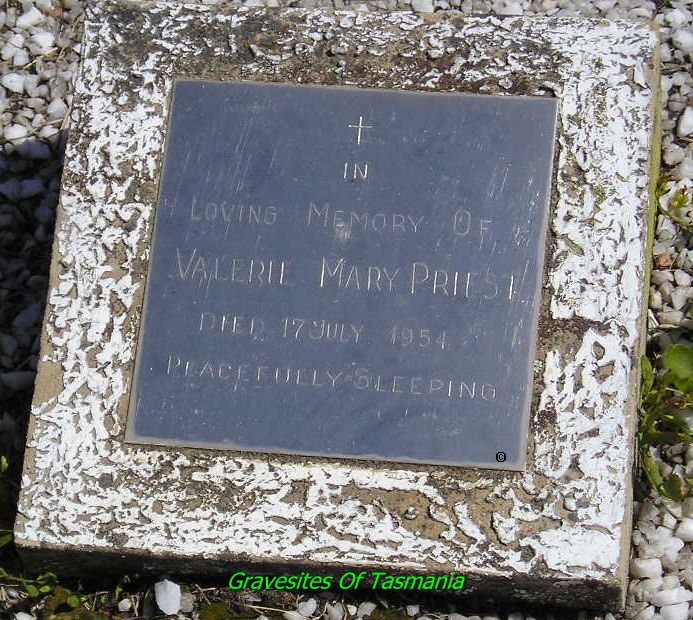 IN
LOVING MEMORY OF
VALERIE MARY PRIEST
DIED 17 JULY 1954
PEACEFULLY SLEEPING
©
Gravesites Of Tasmania